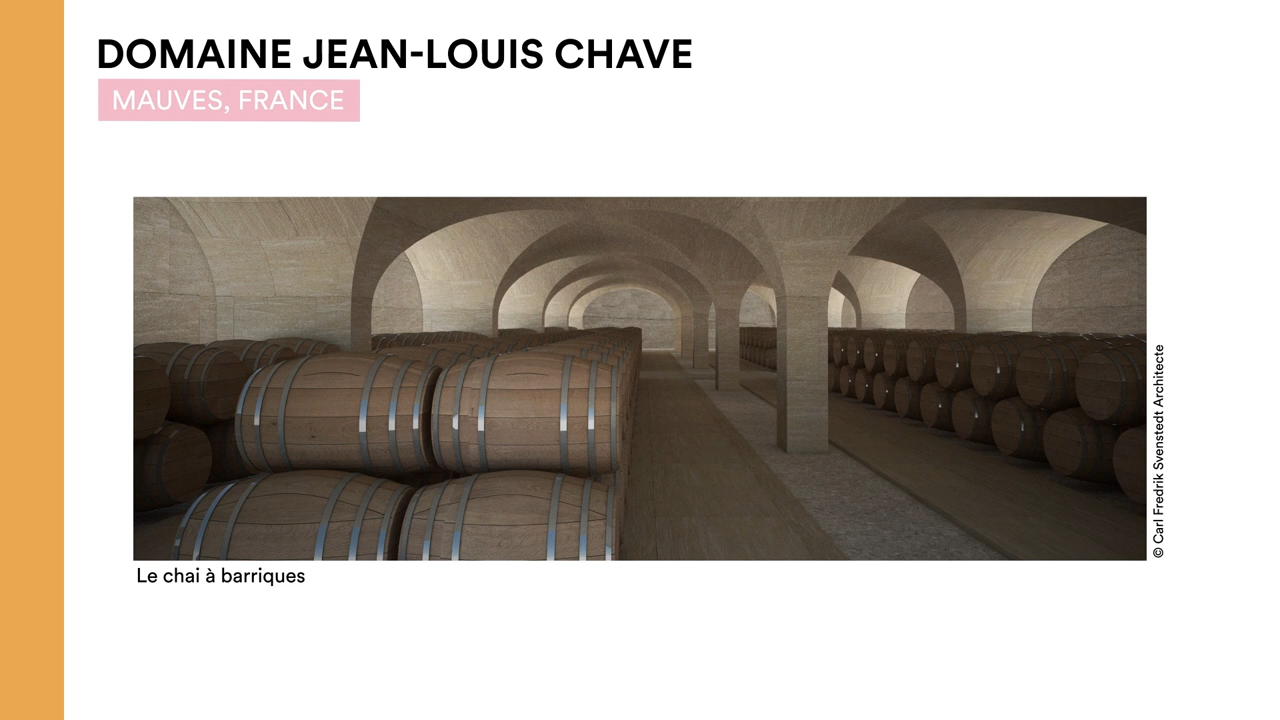 DOMAINE JEAN-LOUIS CHAVE
MAUVES, FRANCE
© Carl Fredrik Svenstedt Architecte
Le chai à barriques